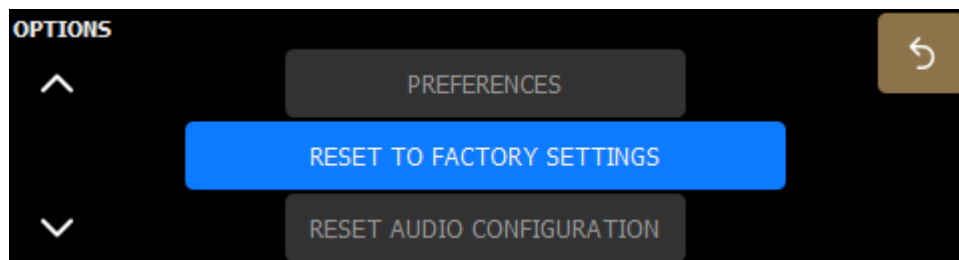 OPTIONS
PREFERENCES
RESET TO FACTORY SETTINGS
RESET AUDIO CONFIGURATION